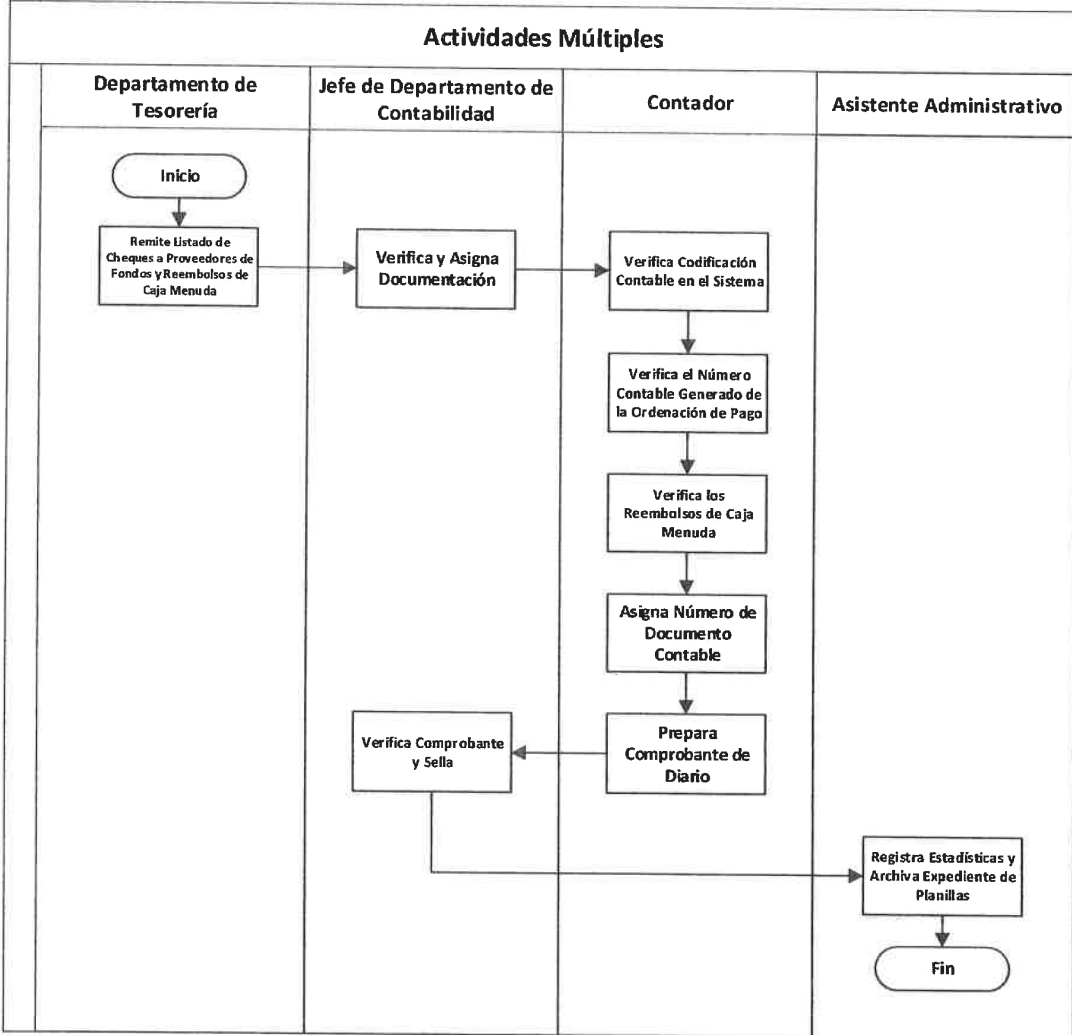 Actividades Múltiples
Departamento de
Tesorería
Jefe de Departamento de
Contabilidad
Contador
Asistente Administrativo
Inicio
Remite Listado de
Cheques a Proveedores de
Fondos y Reembolsos de
Caja Menuda
Verifica y Asigna
Documentación
Verifica Codificación
Contable en el Sistema
Verifica el Número
Contable Generado de
la Ordenación de Pago
Verifica los
Reembolsos de Caja
Menuda
Asigna Número de
Documento
Contable
Prepara
Comprobante de
Diario
Verifica Comprobante
y Sella
Registra Estadísticas y
Archiva Expediente de
Planillas
Fin